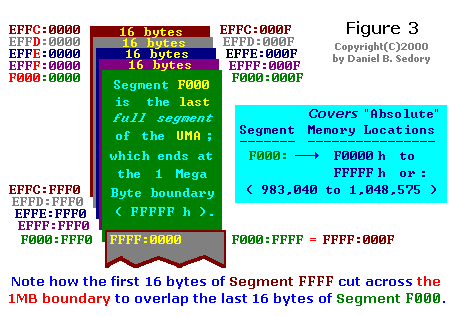 Figure 3
Copyright(C)2000
by Daniel B. Sedory
EFFC:0000 16 bytes EFFC:000F
EFFD:0000 16 bytes EFFD:000F
EFFE:0000 16 bytes EFFE:000F
EFFF:0000 16 bytes EFFF:000F
F000:0000 F000:000F
Segment F000
is the last
full segment
of the UMA ;
which ends at
the 1 Mega
Byte boundary
( FFFFF h ).
Covers "Absolute"
Segment Memory Locations
F000: F0000 h to
FFFFF h or :
( 983,040 to 1,048,575 )
EFFC:FFF0
EFFD:FFF0
EFFE:FFF0
EFFF:FFF0
F000:FFF0 FFFF:0000 F000:FFFF = FFFF:000F
Note how the first 16 bytes of Segment FFFF cut across the
1MB boundary to overlap the last 16 bytes of Segment F000.